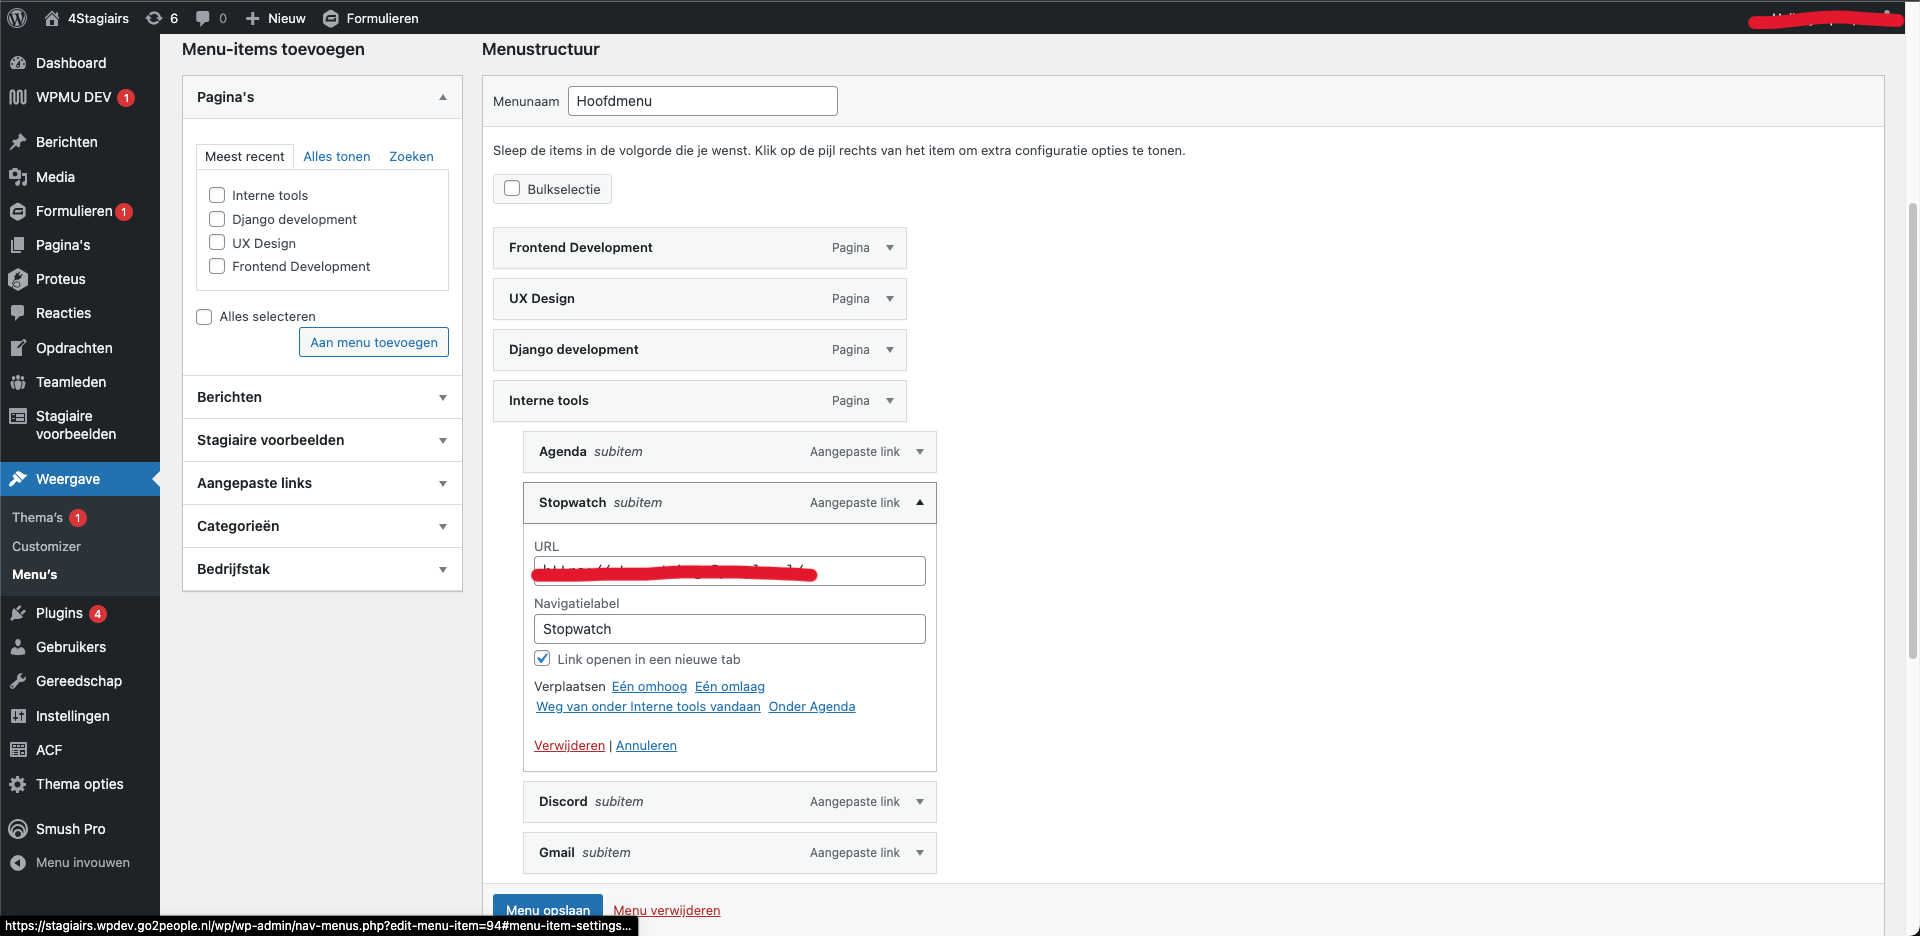 4Stagiairs 6 0 Nieuw Formulieren
Dashboard
WPMU DEV 1
Berichten
Media
Formulieren 1
Pagina's
Proteus
Reacties
Opdrachten
Teamleden
Stagiaire
voorbeelden
Weergave
Thema's 1
Customizer
Menu's
Plugins 4
Gebruikers
Gereedschap
Instellingen
ACF
Thema opties
Smush Pro
Menu invouwen
Menu-items toevoegen
Pagina's
Meest recent Alles tonen Zoeken
Interne tools
Django development
UX Design
Frontend Development
Alles selecteren
Aan menu toevoegen
Berichten
Stagiaire voorbeelden
Aangepaste links
Categorieën
Bedrijfstak
Menustructuur
Menunaam Hoofdmenu
Sleep de items in de volgorde die je wenst. Klik op de pijl rechts van het item om extra configuratie opties te tonen.
Bulkselectie
Frontend Development Pagina
UX Design Pagina
Django development Pagina
Interne tools Pagina
Agenda subitem Aangepaste link
Stopwatch subitem Aangepaste link
URL
Navigatielabel
Stopwatch
Link openen in een nieuwe tab
Verplaatsen Eén omhoog Eén omlaag
Weg van onder Interne tools vandaan Onder Agenda
Verwijderen | Annuleren
Discord subitem Aangepaste link
Gmail subitem Aangepaste link
Menu opslaan Menu verwijderen
https://stagiairs.wpdev.go2people.nl/wp/wp-admin/nav-menus.php?edit-menu-item=94#menu-item-settings...